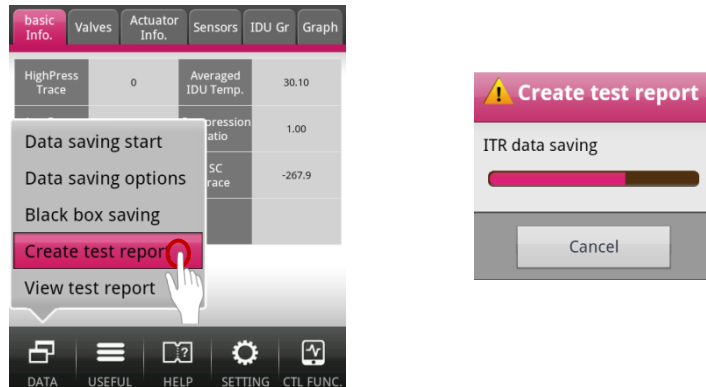 basic
Info.
Valves
Actuator
Info.
Sensors
IDU Gr
Graph
HighPress
Trace
0
Averaged
IDU Temp.
30.10
1.00
SC
-267.9
Data saving start
Data saving options
Black box saving
Create test report
View test report
DATA
USEFUL
HELP
SETTING
CTL FUNC.
Create test report
ITR data saving
Cancel